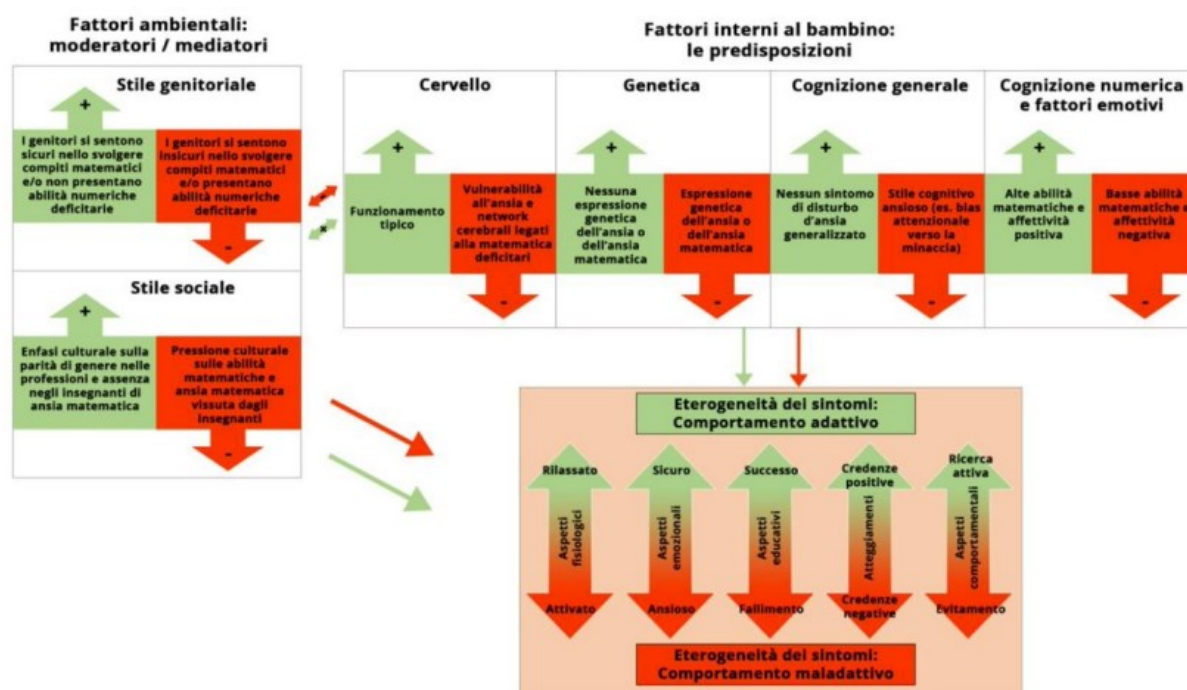 Fattori ambientali:
moderatori / mediatori
Stile genitoriale
+
I genitori si sentono
sicuri nello svolgere
compiti matematici
e/o non presentano
abilità numeriche
deficitarie
I genitori si sentono
insicuri nello svolgere
compiti matematici
e/o presentano
abilità numeriche
deficitarie
-
Stile sociale
+
Enfasi culturale sulla
parità di genere nelle
professioni e assenza
negli insegnanti di
ansia matematica
Pressione culturale
sulle abilità
matematiche e
ansia matematica
vissuta dagli
insegnanti
-
Fattori interni al bambino:
le predisposizioni
Cervello
+
Funzionamento
tipico
Vulnerabilità
all'ansia e
network
cerebrali legati
alla matematica
deficitari
-
Genetica
+
Nessuna
espressione
genetica
dell'ansia o
dell'ansia
matematica
Espressione
genetica
dell'ansia o
dell'ansia
matematica
-
Cognizione generale
+
Nessun sintomo
di disturbo
d'ansia
generalizzato
Stile cognitivo
ansioso (es. bias
attenzionale
verso la
minaccia)
-
Cognizione numerica
e fattori emotivi
+
Alte abilità
matematiche e
affettività
positiva
Basse abilità
matematiche e
affettività
negativa
-
Eterogeneità dei sintomi:
Comportamento adattivo
Rilassato
Aspetti
fisiologici
Attivato
Sicuro
Aspetti
emozionali
Ansioso
Successo
Aspetti
educativi
Fallimento
Credenze
positive
Atteggiamenti
Credenze
negative
Ricerca
attiva
Aspetti
comportamentali
Evitamento
Eterogeneità dei sintomi:
Comportamento maladattivo